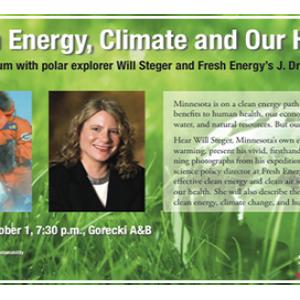 Energy, Climate and Our H
um with polar explorer Will Steger and Fresh Energy's J. Dr
Minnesota is on a clean energy path
benefits to human health, our econo
water, and natural resources. But ou
Hear Will Steger, Minnesota's own e
warming, present his vivid, firsthand
ning photographs from his expedition
science policy director at Fresh Energ
effective clean energy and clean air s
our health. She will also describe the
clean energy, climate change, and hu
ober 1, 7:30 p.m., Gorecki A&B